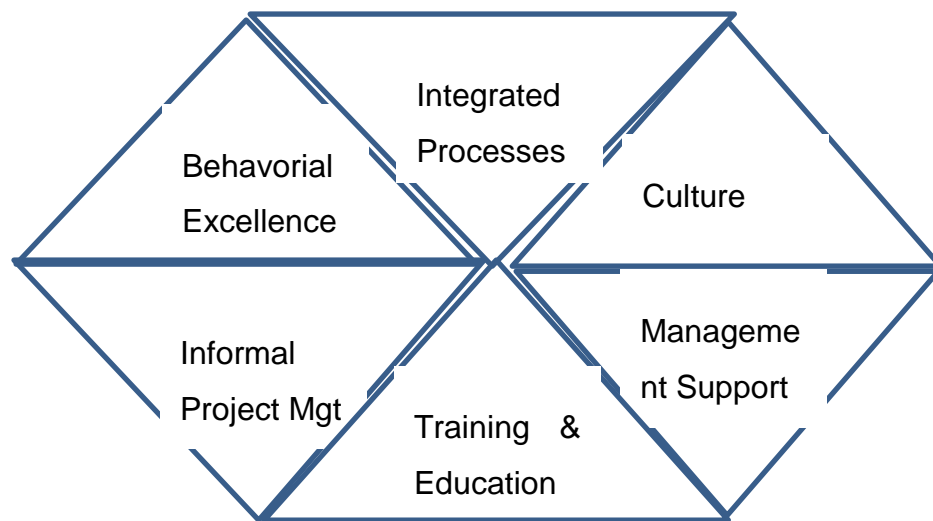 Integrated
Processes
Behavorial
Excellence
Culture
Informal
Project Mgt
Manageme
nt Support
Training & 
Education